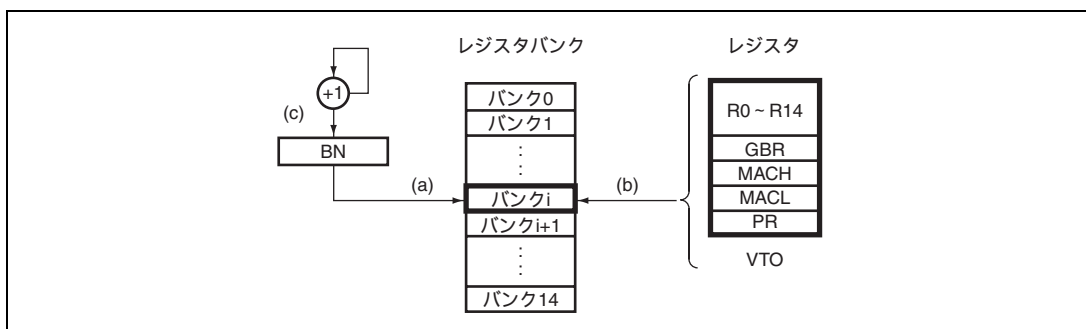 レジスタバンク
レジスタ
+1
(c)
BN
(a)
バンク0
バンク1
：
：
バンクi
バンクi+1
：
：
バンク14
(b)
R0 ~ R14
GBR
MACH
MACL
PR
VTO